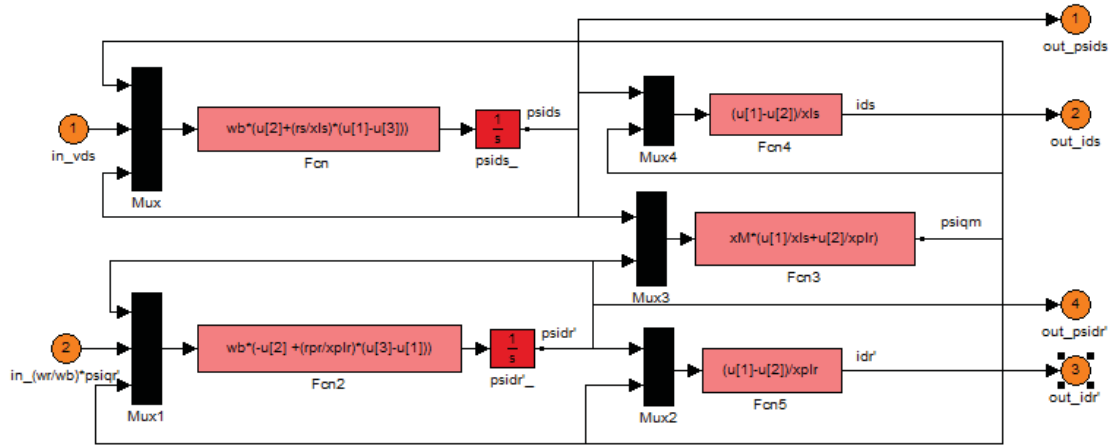 1
out_psids
1
in_vds
Mux
wb*(u[2]+(rs/xls)*(u[1]-u[3]))
Fcn
1
s
psids_
psids
Mux4
(u[1]-u[2])/xls
Fcn4
ids
2
out_ids
Mux3
xM*(u[1]/xls+u[2]/xplr)
Fcn3
psiqm
2
in_(wr/wb)*psiqr'
Mux1
wb*(-u[2] +(rpr/xplr)*(u[3]-u[1]))
Fcn2
1
s
psidr'_
psidr'
4
out_psidr'
Mux2
(u[1]-u[2])/xplr
Fcn5
idr'
3
out_idr'